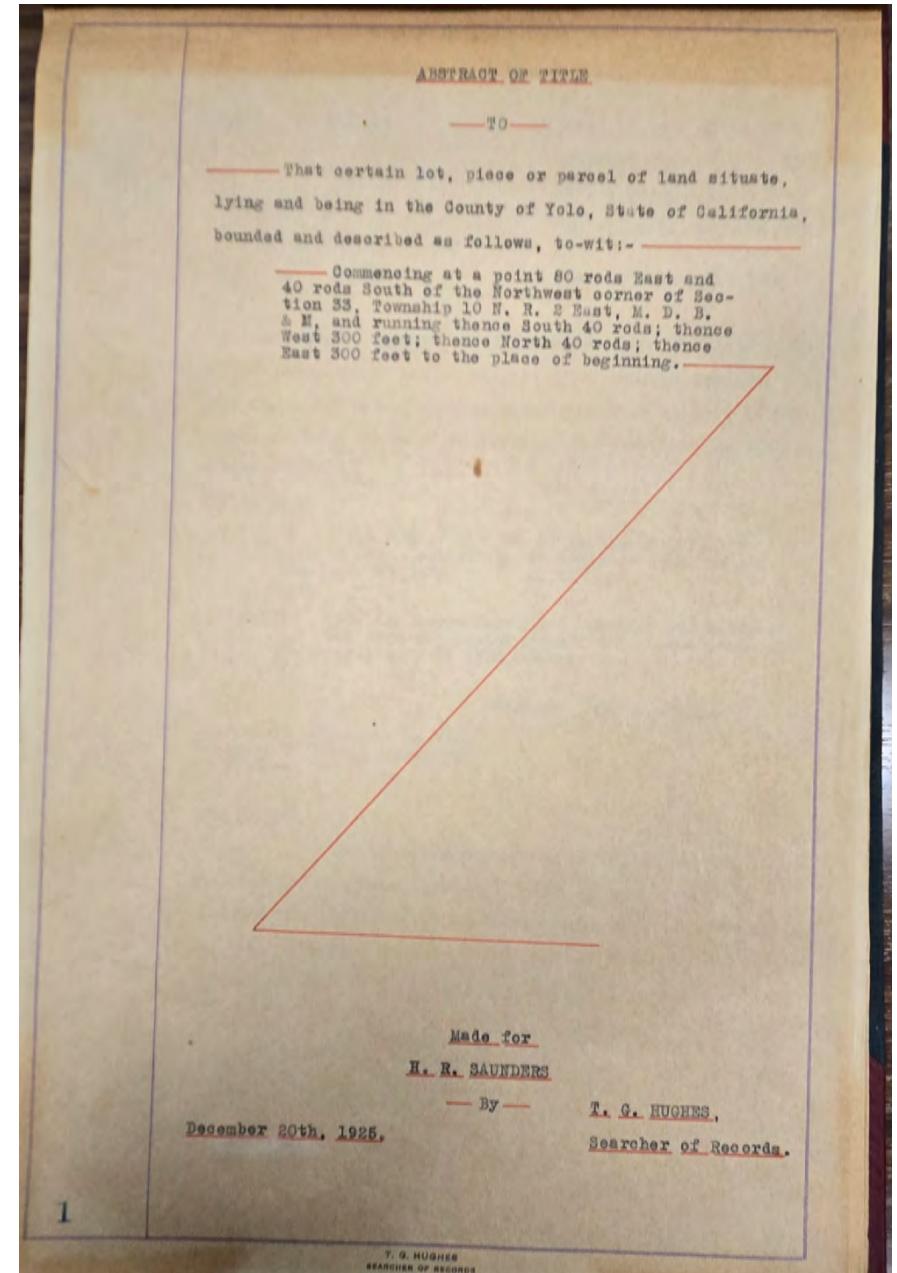 ABSTRACT OF TITLE
TO
That certain lot, piece or parcel of land situate,
lying and being in the County of Yolo, State of California,
bounded and described as follows, to-wit:-
Commencing at a point 80 rods East and
40 rods South of the Northwest corner of Sec-
tion 33, Township 10 N. R. 2 East, M. D. B.
& M, and running thence South 40 rods; thence
West 300 feet; thence North 40 rods; thence
East 300 feet to the place of beginning.
Made for
H. R. SAUNDERS
By
T. G. HUGHES,
December 20th, 1925,
Searcher of Records.
1
T. G. HUGHES
SEARCHER OF RECORDS